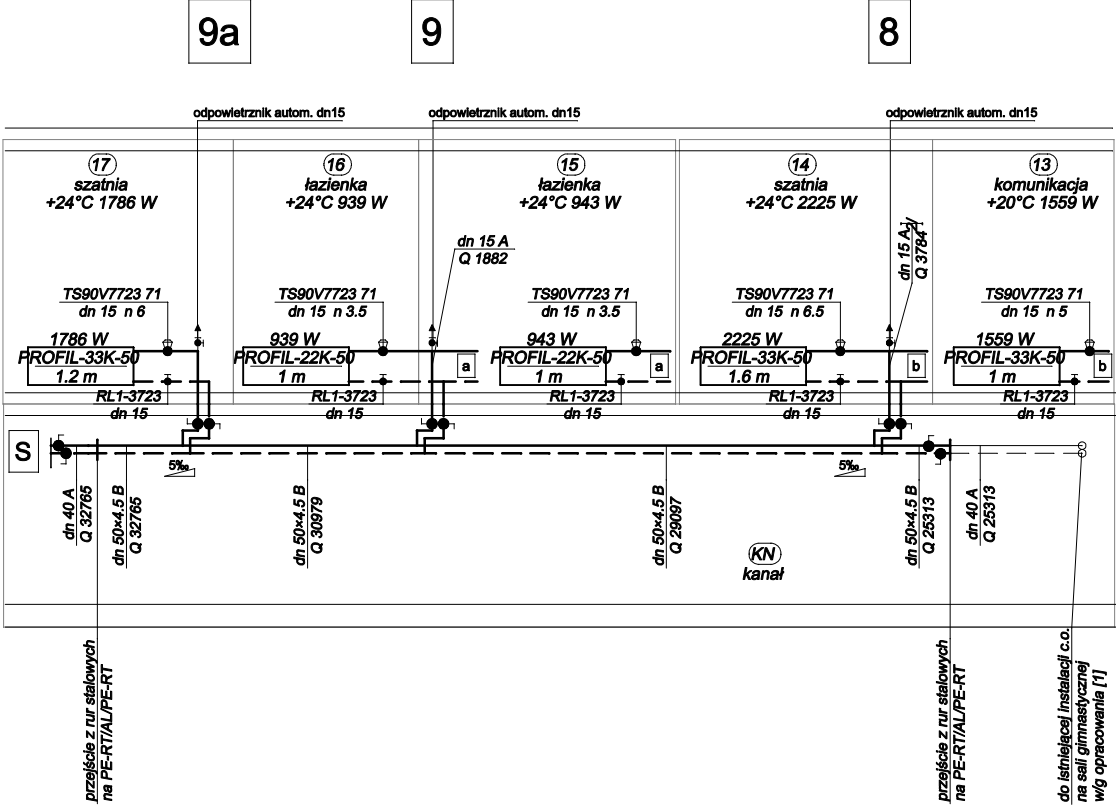 9a
9
8
odpowietrznik autom. dn15
odpowietrznik autom. dn15
odpowietrznik autom. dn15
17
szatnia
+24°C 1786 W
16
łazienka
+24°C 939 W
15
łazienka
+24°C 943 W
14
szatnia
+24°C 2225 W
13
komunikacja
+20°C 1559 W
dn 15 A
Q 1882
dn 15 A
Q 3784
TS90V7723 71
dn 15 n 6
TS90V7723 71
dn 15 n 3.5
TS90V7723 71
dn 15 n 3.5
TS90V7723 71
dn 15 n 6.5
TS90V7723 71
dn 15 n 5
1786 W
PROFIL-33K-50
1.2 m
939 W
PROFIL-22K-50
1 m
a
943 W
PROFIL-22K-50
1 m
a
2225 W
PROFIL-33K-50
1.6 m
b
1559 W
PROFIL-33K-50
1 m
b
RL1-3723
dn 15
RL1-3723
dn 15
RL1-3723
dn 15
RL1-3723
dn 15
RL1-3723
dn 15
S
5‰
5‰
dn 40 A
Q 32765
dn 50×4.5 B
Q 32765
dn 50×4.5 B
Q 30979
dn 50×4.5 B
Q 29097
dn 50×4.5 B
Q 25313
dn 40 A
Q 25313
KN
kanał
przejście z rur stalowych
na PE-RT/AL/PE-RT
przejście z rur stalowych
na PE-RT/AL/PE-RT
do istniejącej instalacji c.o.
na sali gimnastycznej
w/g opracowania [1]